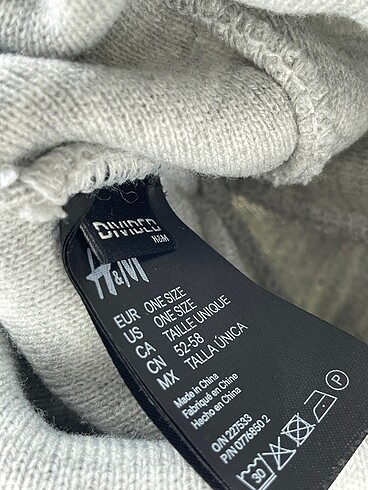 DIVIDED
H&M
H&M
EUR ONE SIZE
US ONE SIZE
CA TAILLE UNIQUE
CN 52-58
MX TALLA ÚNICA
Made in China
Fabriqué en Chine
Hecho en China
O/N 227533
P/N 0776850 2
30
P